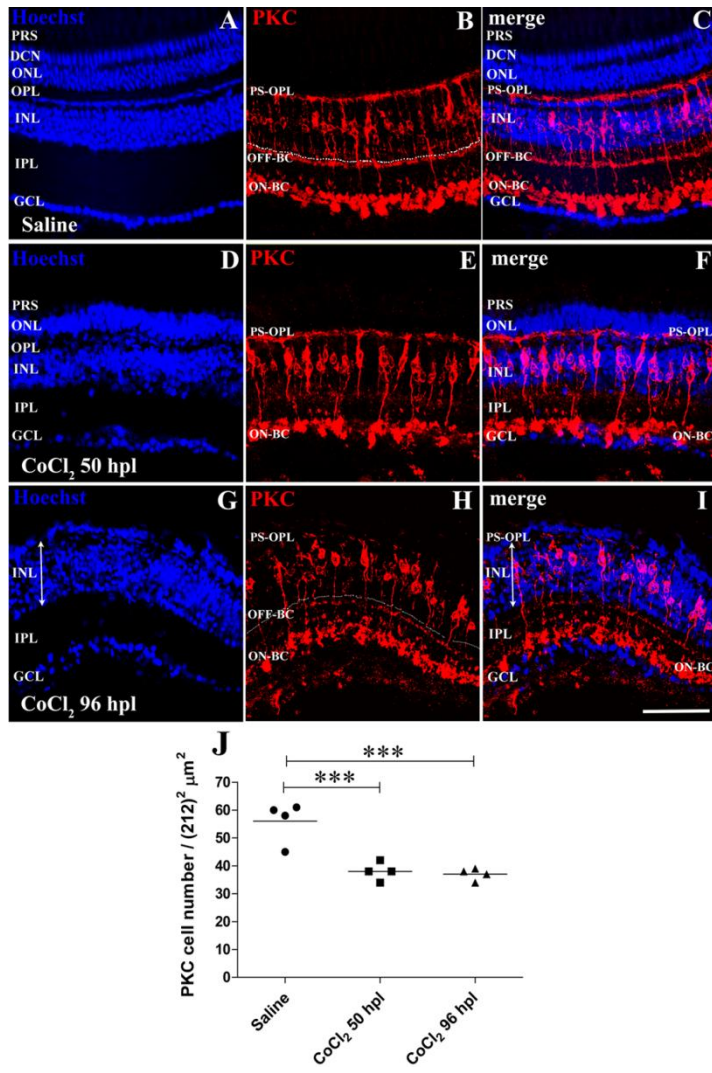 Hoechst A
PRS
DCN
ONL
OPL
INL
IPL
GCL
Saline
PKC B
PS-OPL
OFF-BC
ON-BC
merge C
PRS
DCN
ONL
PS-OPL
INL
OFF-BC
ON-BC
GCL
Hoechst D
PRS
ONL
OPL
INL
IPL
GCL
CoCl₂ 50 hpl
PKC E
PS-OPL
ON-BC
merge F
PRS
ONL
PS-OPL
INL
IPL
GCL
ON-BC
Hoechst G
INL
IPL
GCL
CoCl₂ 96 hpl
PKC H
PS-OPL
OFF-BC
ON-BC
merge I
PS-OPL
INL
IPL
ON-BC
GCL
J
***
***
PKC cell number / (212)² μm²
70
60
50
40
30
20
10
0
Saline
CoCl₂ 50 hpl
CoCl₂ 96 hpl